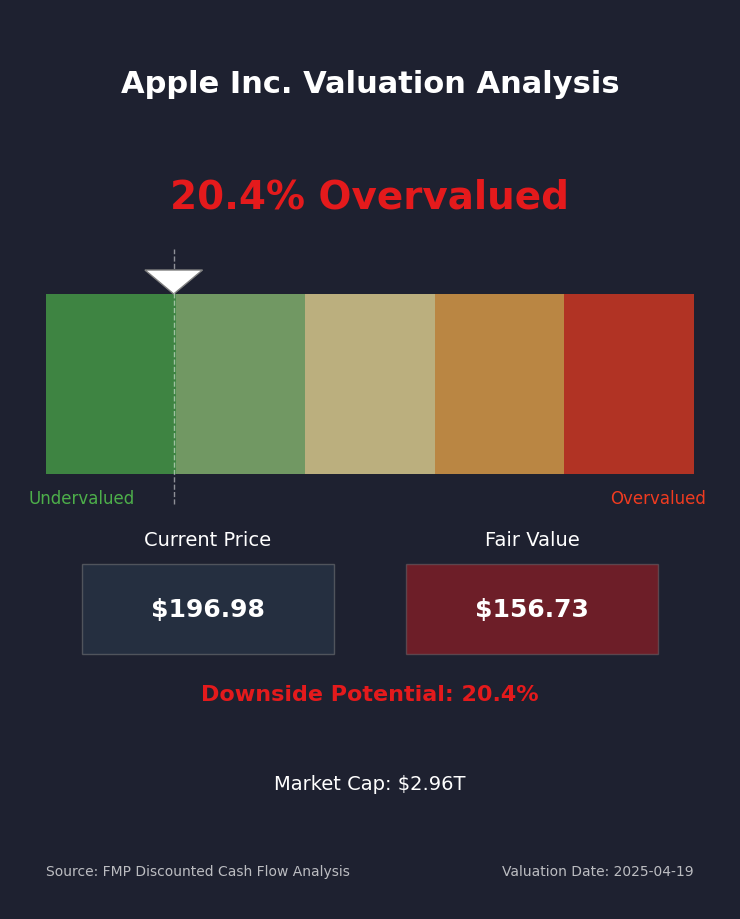 Apple Inc. Valuation Analysis
20.4% Overvalued
Undervalued
Overvalued
Current Price
Fair Value
$196.98
$156.73
Downside Potential: 20.4%
Market Cap: $2.96T
Source: FMP Discounted Cash Flow Analysis
Valuation Date: 2025-04-19